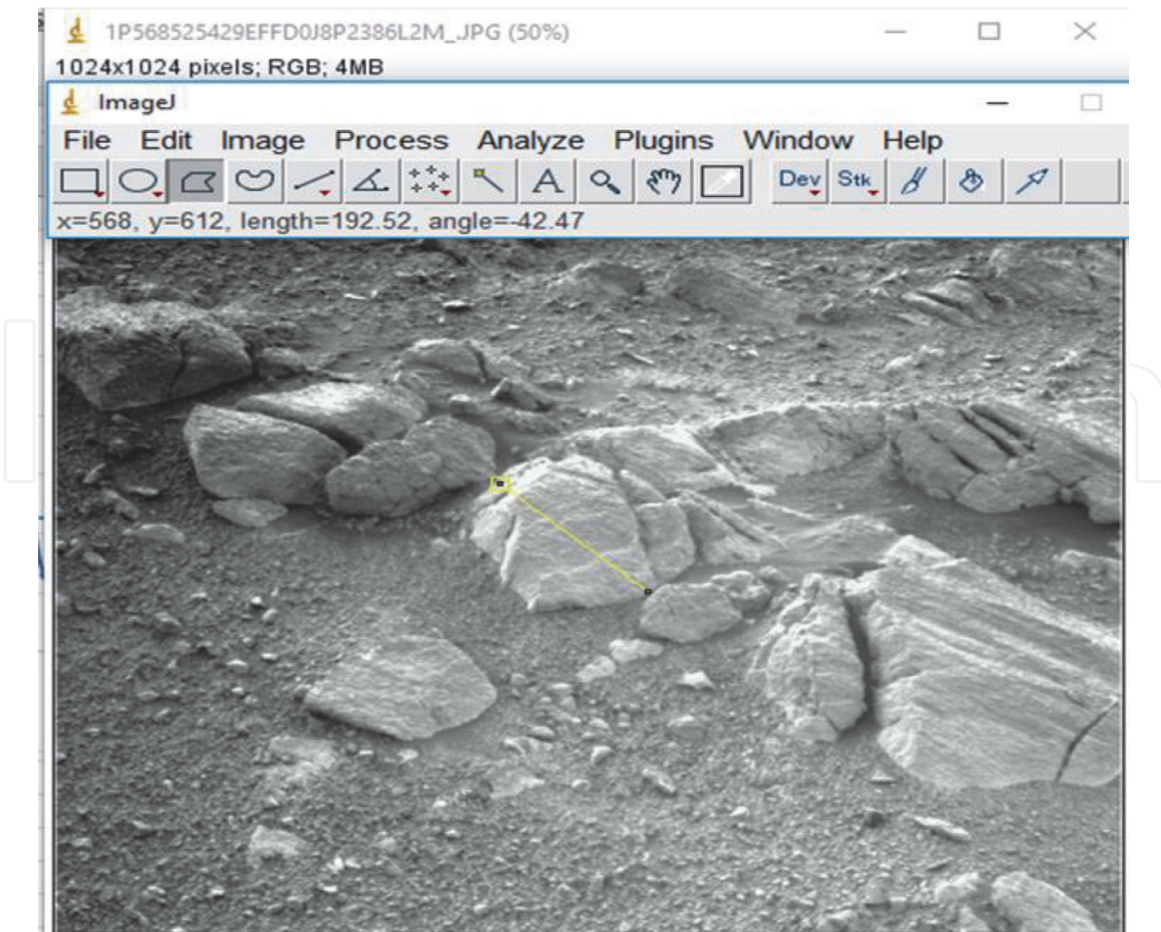 1P568525429EFFD0J8P2386L2M_JPG (50%)
1024x1024 pixels; RGB; 4MB
ImageJ
File Edit Image Process Analyze Plugins Window Help
A Dev Stk
x=568, y=612, length=192.52, angle=-42.47